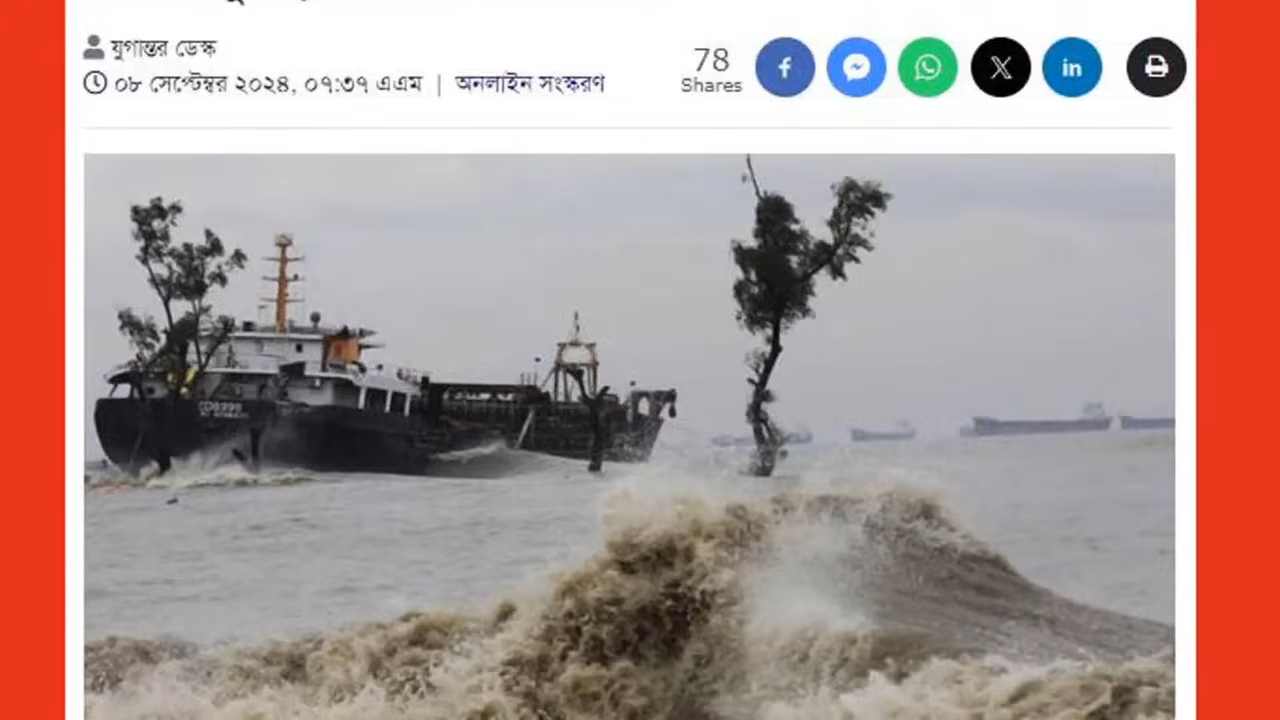 যুগান্তর ডেস্ক
০৮ সেপ্টেম্বর ২০২৪, ০৭:৩৭ এএম | অনলাইন সংস্করণ
78
Shares